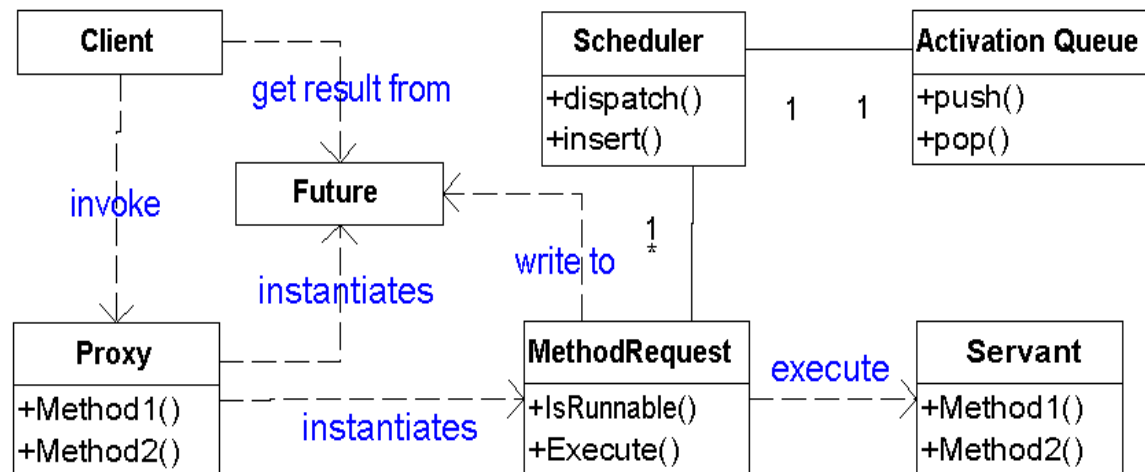 Client
get result from
invoke
Future
instantiates
Scheduler
+dispatch()
+insert()
1
1
Activation Queue
+push()
+pop()
1
*
write to
Proxy
+Method1()
+Method2()
instantiates
MethodRequest
+IsRunnable()
+Execute()
execute
Servant
+Method1()
+Method2()